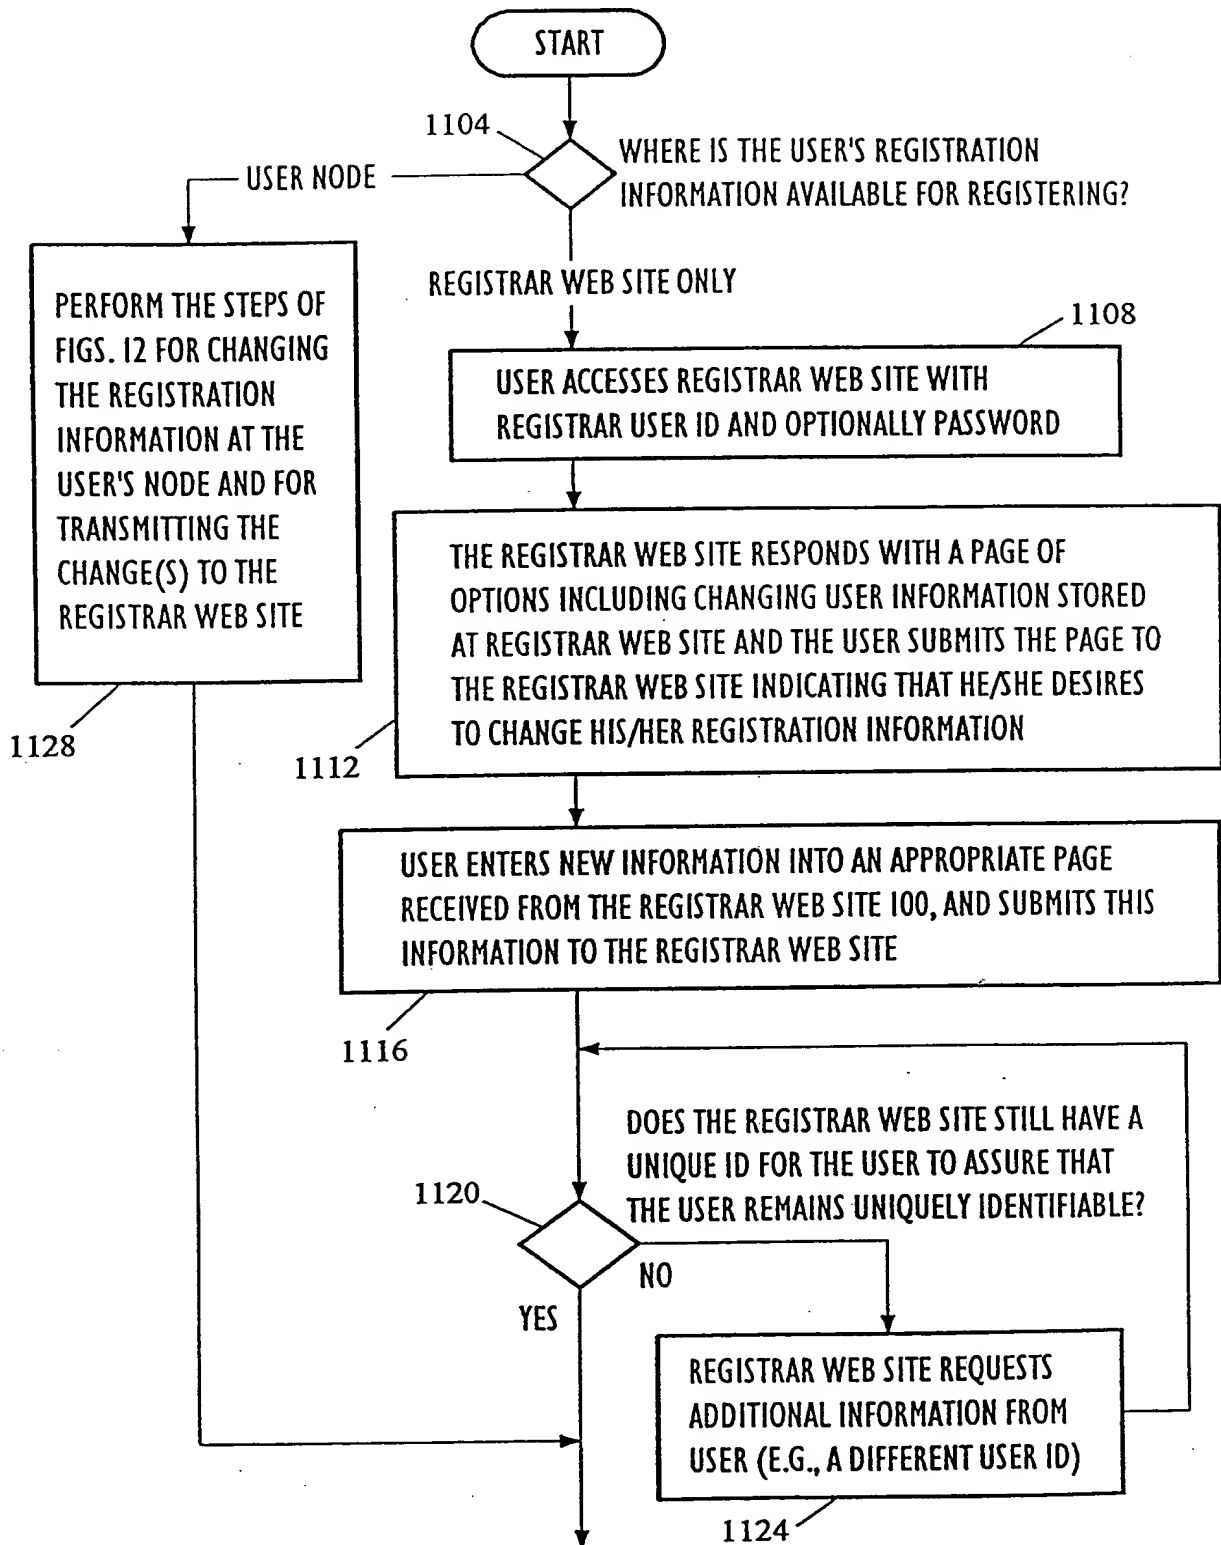 START
1104
WHERE IS THE USER'S REGISTRATION
INFORMATION AVAILABLE FOR REGISTERING?
USER NODE
REGISTRAR WEB SITE ONLY
PERFORM THE STEPS OF
FIGS. 12 FOR CHANGING
THE REGISTRATION
INFORMATION AT THE
USER'S NODE AND FOR
TRANSMITTING THE
CHANGE(S) TO THE
REGISTRAR WEB SITE
1128
1108
USER ACCESSES REGISTRAR WEB SITE WITH
REGISTRAR USER ID AND OPTIONALLY PASSWORD
THE REGISTRAR WEB SITE RESPONDS WITH A PAGE OF
OPTIONS INCLUDING CHANGING USER INFORMATION STORED
AT REGISTRAR WEB SITE AND THE USER SUBMITS THE PAGE TO
THE REGISTRAR WEB SITE INDICATING THAT HE/SHE DESIRES
TO CHANGE HIS/HER REGISTRATION INFORMATION
1112
USER ENTERS NEW INFORMATION INTO AN APPROPRIATE PAGE
RECEIVED FROM THE REGISTRAR WEB SITE 100, AND SUBMITS THIS
INFORMATION TO THE REGISTRAR WEB SITE
1116
DOES THE REGISTRAR WEB SITE STILL HAVE A
UNIQUE ID FOR THE USER TO ASSURE THAT
THE USER REMAINS UNIQUELY IDENTIFIABLE?
1120
NO
YES
REGISTRAR WEB SITE REQUESTS
ADDITIONAL INFORMATION FROM
USER (E.G., A DIFFERENT USER ID)
1124